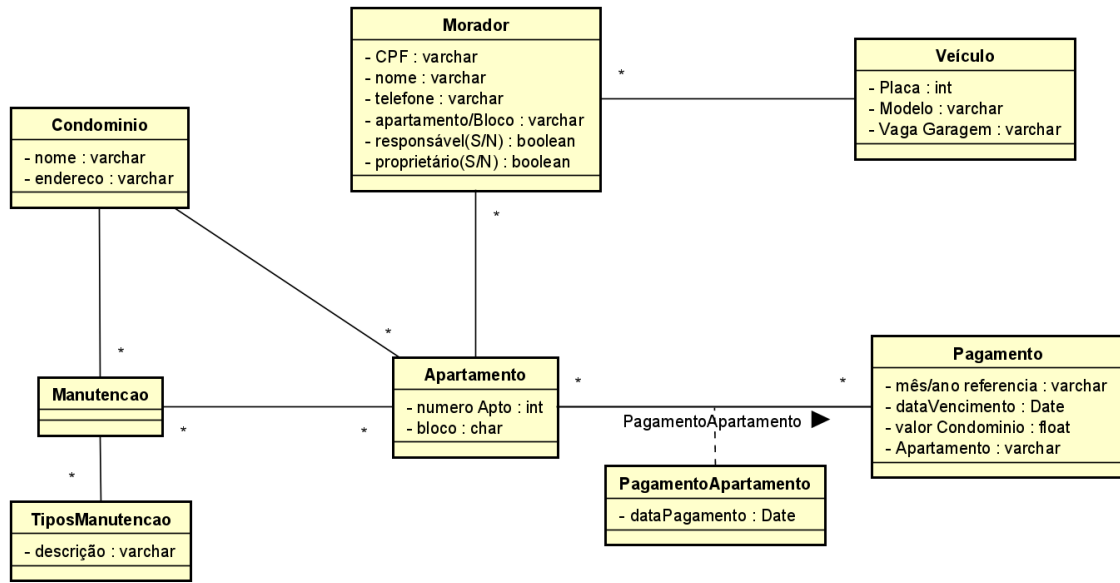 Morador
- CPF : varchar
- nome : varchar
- telefone : varchar
- apartamento/Bloco : varchar
- responsável(S/N) : boolean
- proprietário(S/N) : boolean
*
*
Veículo
- Placa : int
- Modelo : varchar
- Vaga Garagem : varchar
Condominio
- nome : varchar
- endereco : varchar
*
*
Manutencao
*
*
Apartamento
- numero Apto : int
- bloco : char
*
*
*
PagamentoApartamento
Pagamento
- mês/ano referencia : varchar
- dataVencimento : Date
- valor Condominio : float
- Apartamento : varchar
TiposManutencao
- descrição : varchar
PagamentoApartamento
- dataPagamento : Date